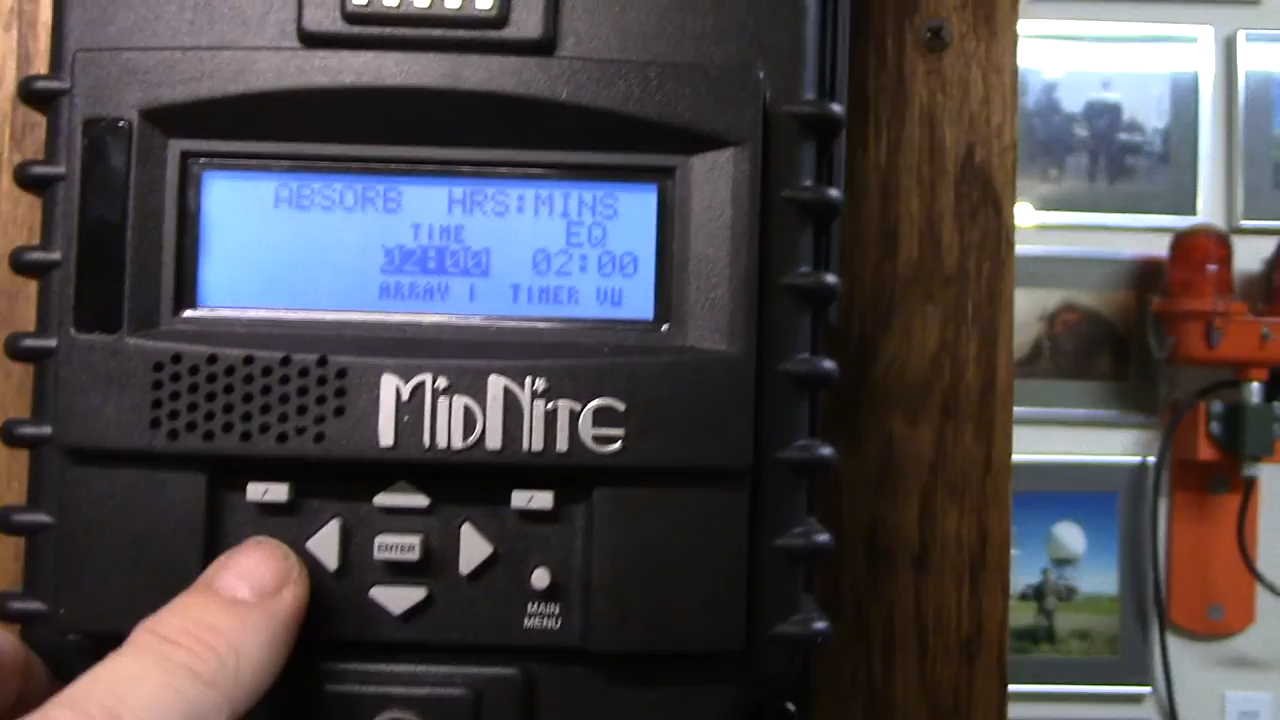 ABSORB HRS:MINS
TIME EQ
02:00 02:00
ARRAY I TIMER VU
MidNiTE
ENTER
MAIN
MENU